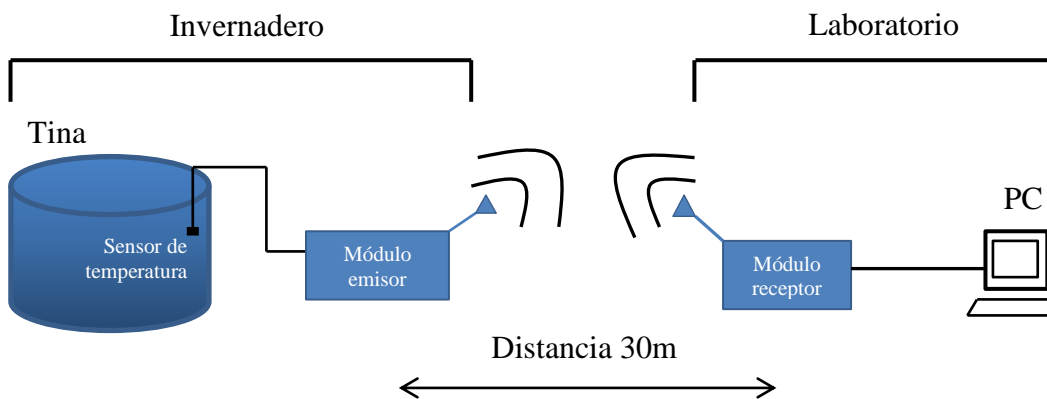 Invernadero
Laboratorio
Tina
Sensor de
temperatura
Módulo
emisor
Módulo
receptor
PC
Distancia 30m